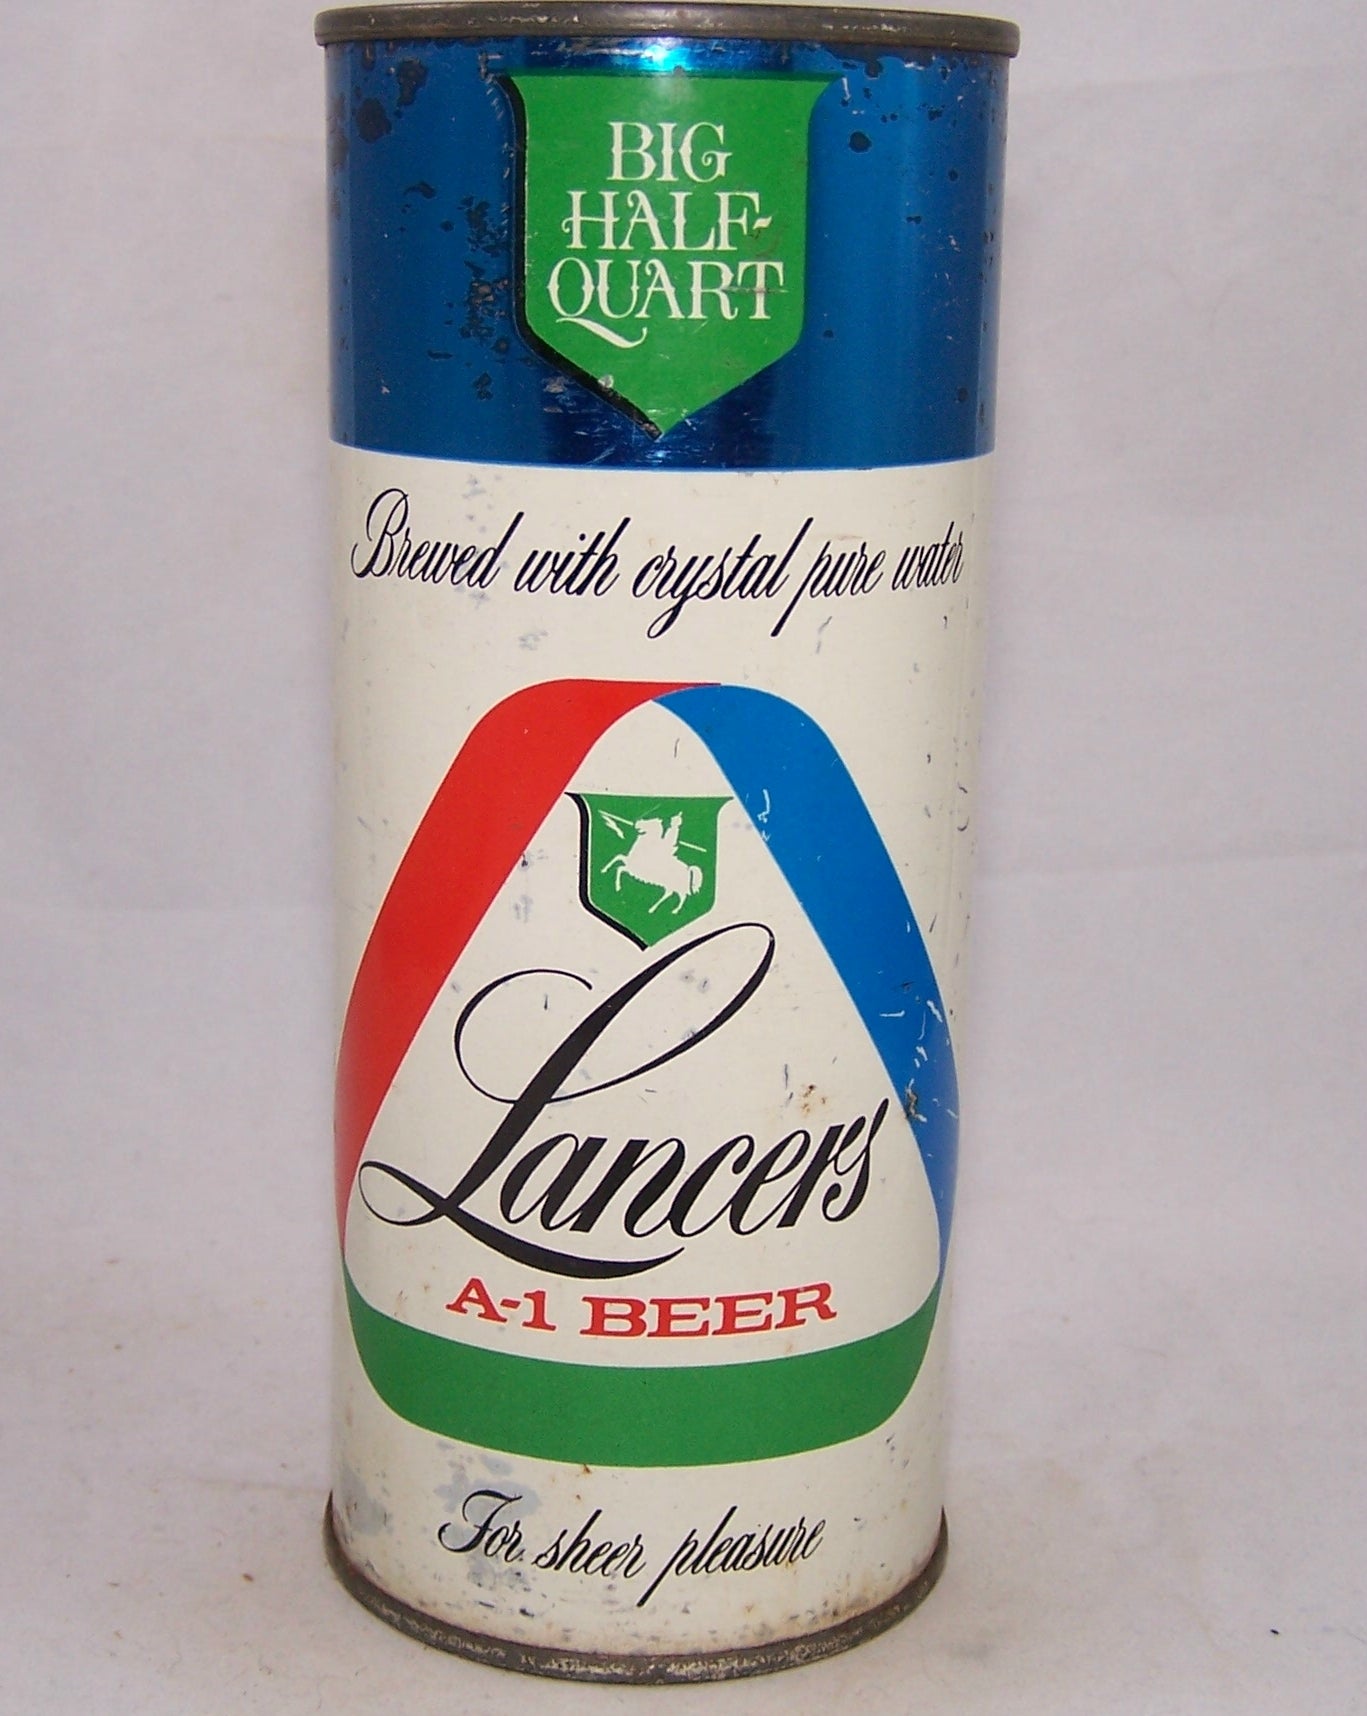 BIG
HALF-
QUART
Brewed with crystal pure water
Lancers
A-1 BEER
For sheer pleasure